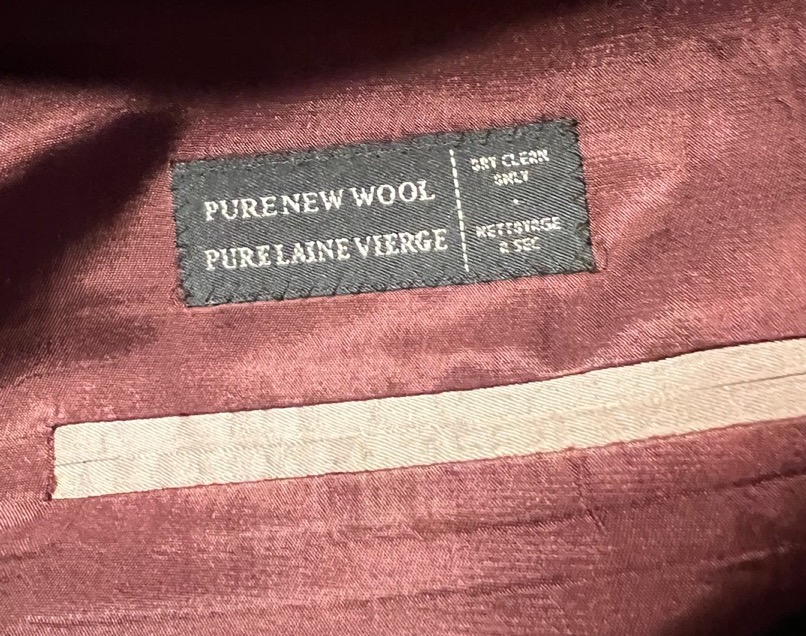 PURE NEW WOOL
PURE LAINE VIERGE
DRY CLEAN
ONLY
NETTOYAGE
A SEC